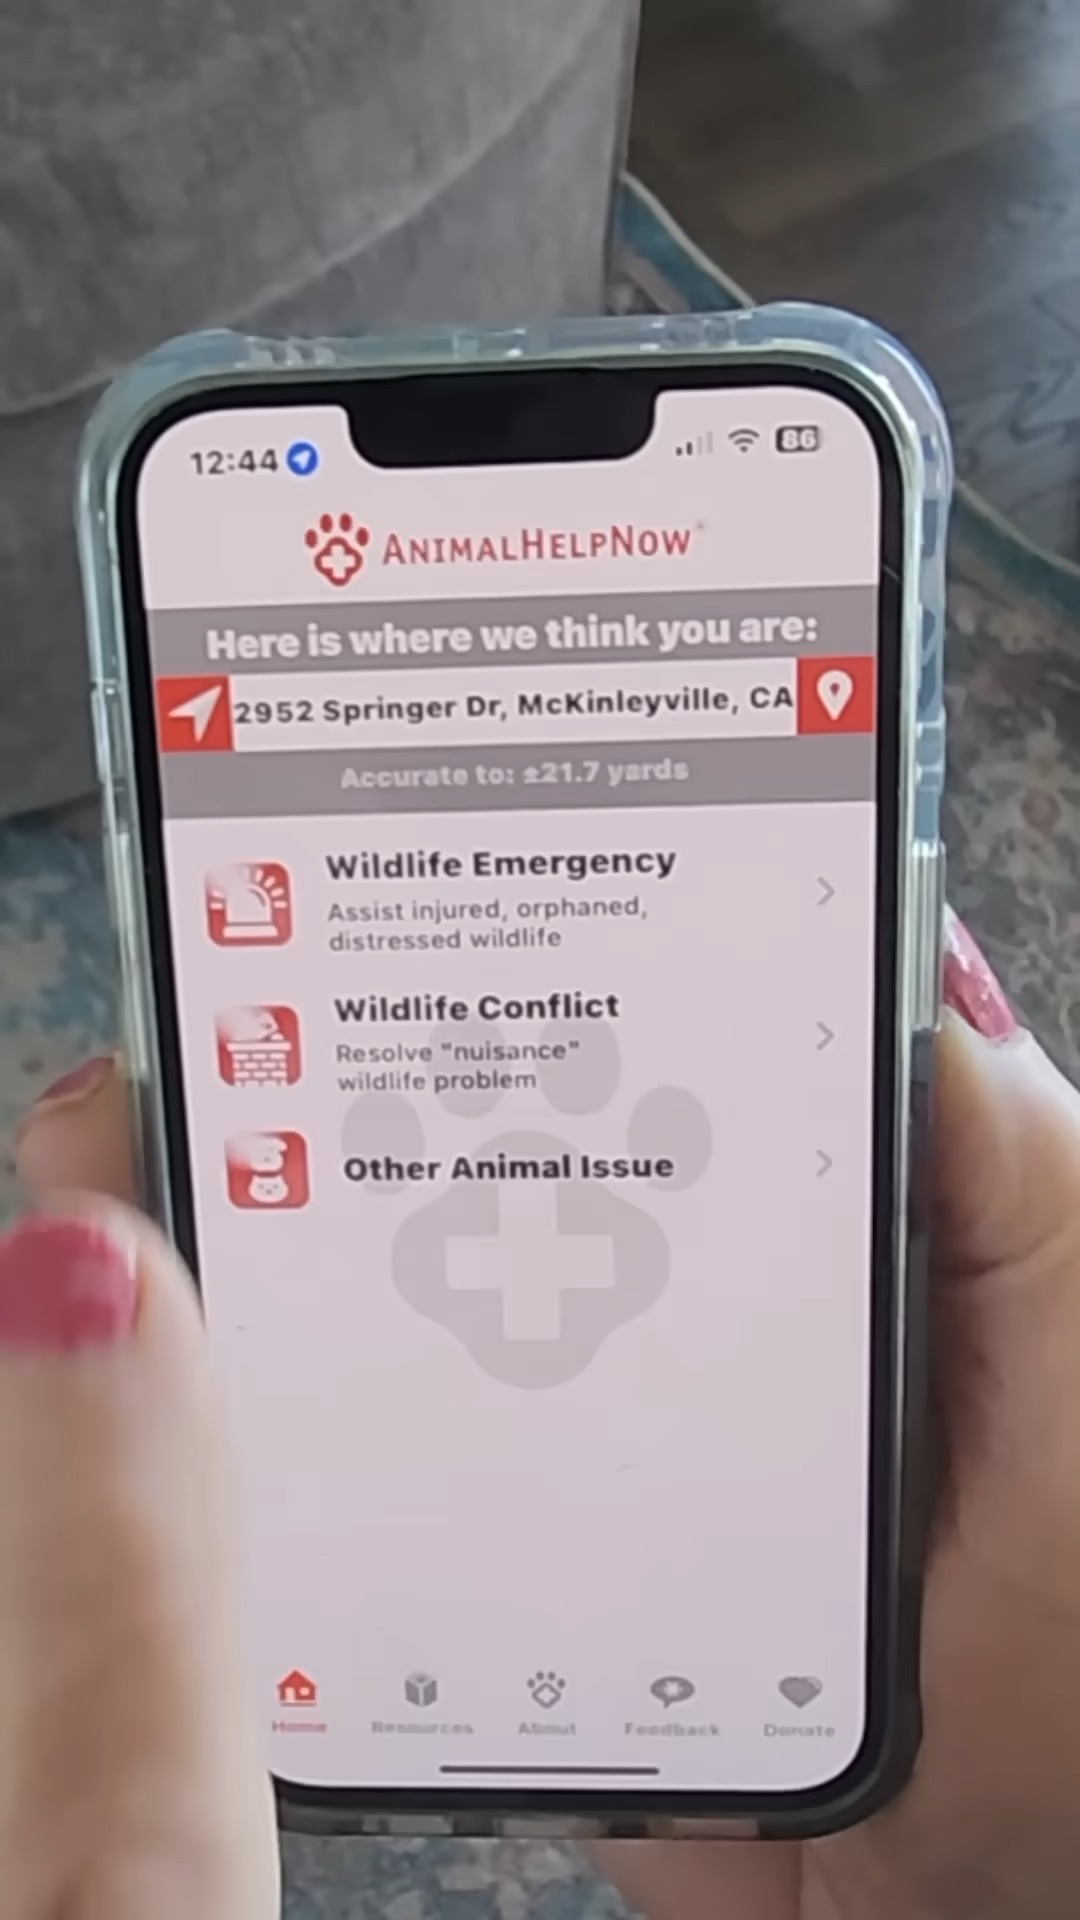 12:44
86
ANIMALHELPNOW
Here is where we think you are:
2952 Springer Dr, McKinleyville, CA
Accurate to: ±21.7 yards
Wildlife Emergency
Assist injured, orphaned,
distressed wildlife
Wildlife Conflict
Resolve "nuisance"
wildlife problem
Other Animal Issue
Home Resources About Feedback Donate